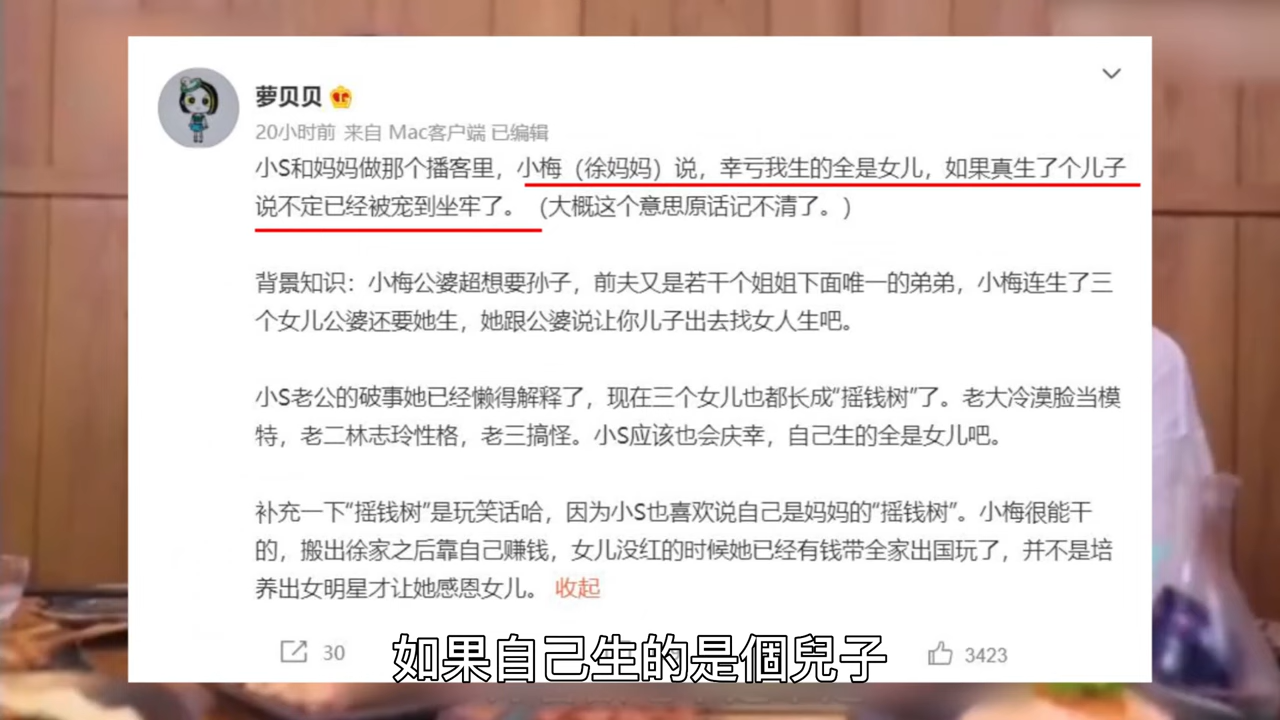 萝贝贝
20小时前 来自 Mac客户端 已编辑
小S和妈妈做那个播客里，小梅（徐妈妈）说，幸亏我生的全是女儿，如果真生了个儿子
说不定已经被宠到坐牢了。（大概这个意思原话记不清了。）
背景知识：小梅公婆超想要孙子，前夫又是若干个姐姐下面唯一的弟弟，小梅连生了三
个女儿公婆还要她生，她跟公婆说让你儿子出去找女人生吧。
小S老公的破事她已经懒得解释了，现在三个女儿也都长成“摇钱树”了。老大冷漠脸当模
特，老二林志玲性格，老三搞怪。小S应该也会庆幸，自己生的全是女儿吧。
补充一下“摇钱树”是玩笑话哈，因为小S也喜欢说自己是妈妈的“摇钱树”。小梅很能干
的，搬出徐家之后靠自己赚钱，女儿没红的时候她已经有钱带全家出国玩了，并不是培
养出女明星才让她感恩女儿。 收起
30 3423
如果自己生的是個兒子